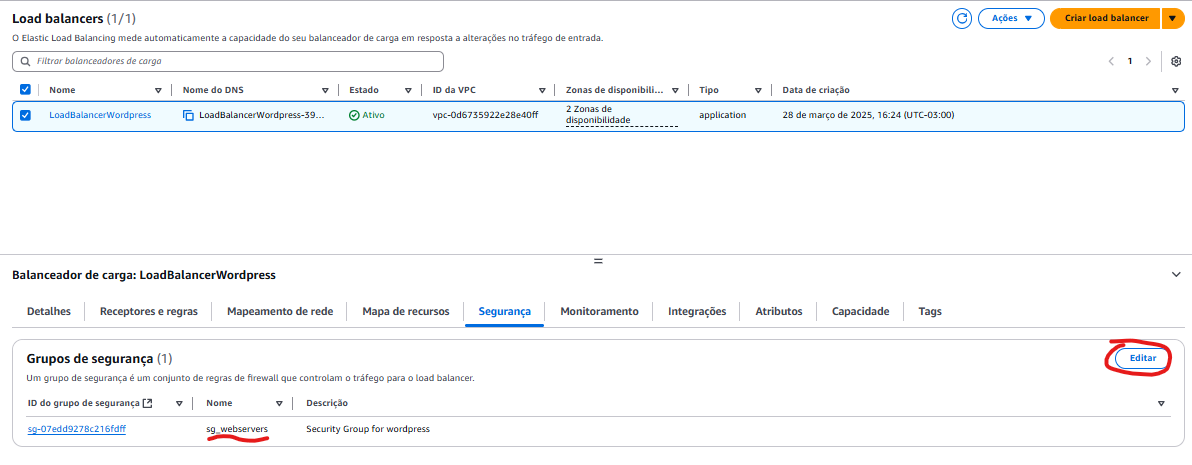 Load balancers (1/1)
Ações
Criar load balancer
O Elastic Load Balancing mede automaticamente a capacidade do seu balanceador de carga em resposta a alterações no tráfego de entrada.
Filtrar balanceadores de carga
1
Nome Nome do DNS Estado ID da VPC Zonas de disponibili... Tipo Data de criação
LoadBalancerWordpress LoadBalancerWordpress-39... Ativo vpc-0d6735922e28e40ff 2 Zonas de
disponibilidade application 28 de março de 2025, 16:24 (UTC-03:00)
Balanceador de carga: LoadBalancerWordpress
Detalhes Receptores e regras Mapeamento de rede Mapa de recursos Segurança Monitoramento Integrações Atributos Capacidade Tags
Grupos de segurança (1)
Editar
Um grupo de segurança é um conjunto de regras de firewall que controlam o tráfego para o load balancer.
ID do grupo de segurança Nome Descrição
sg-07edd9278c216fdff sg_webservers Security Group for wordpress